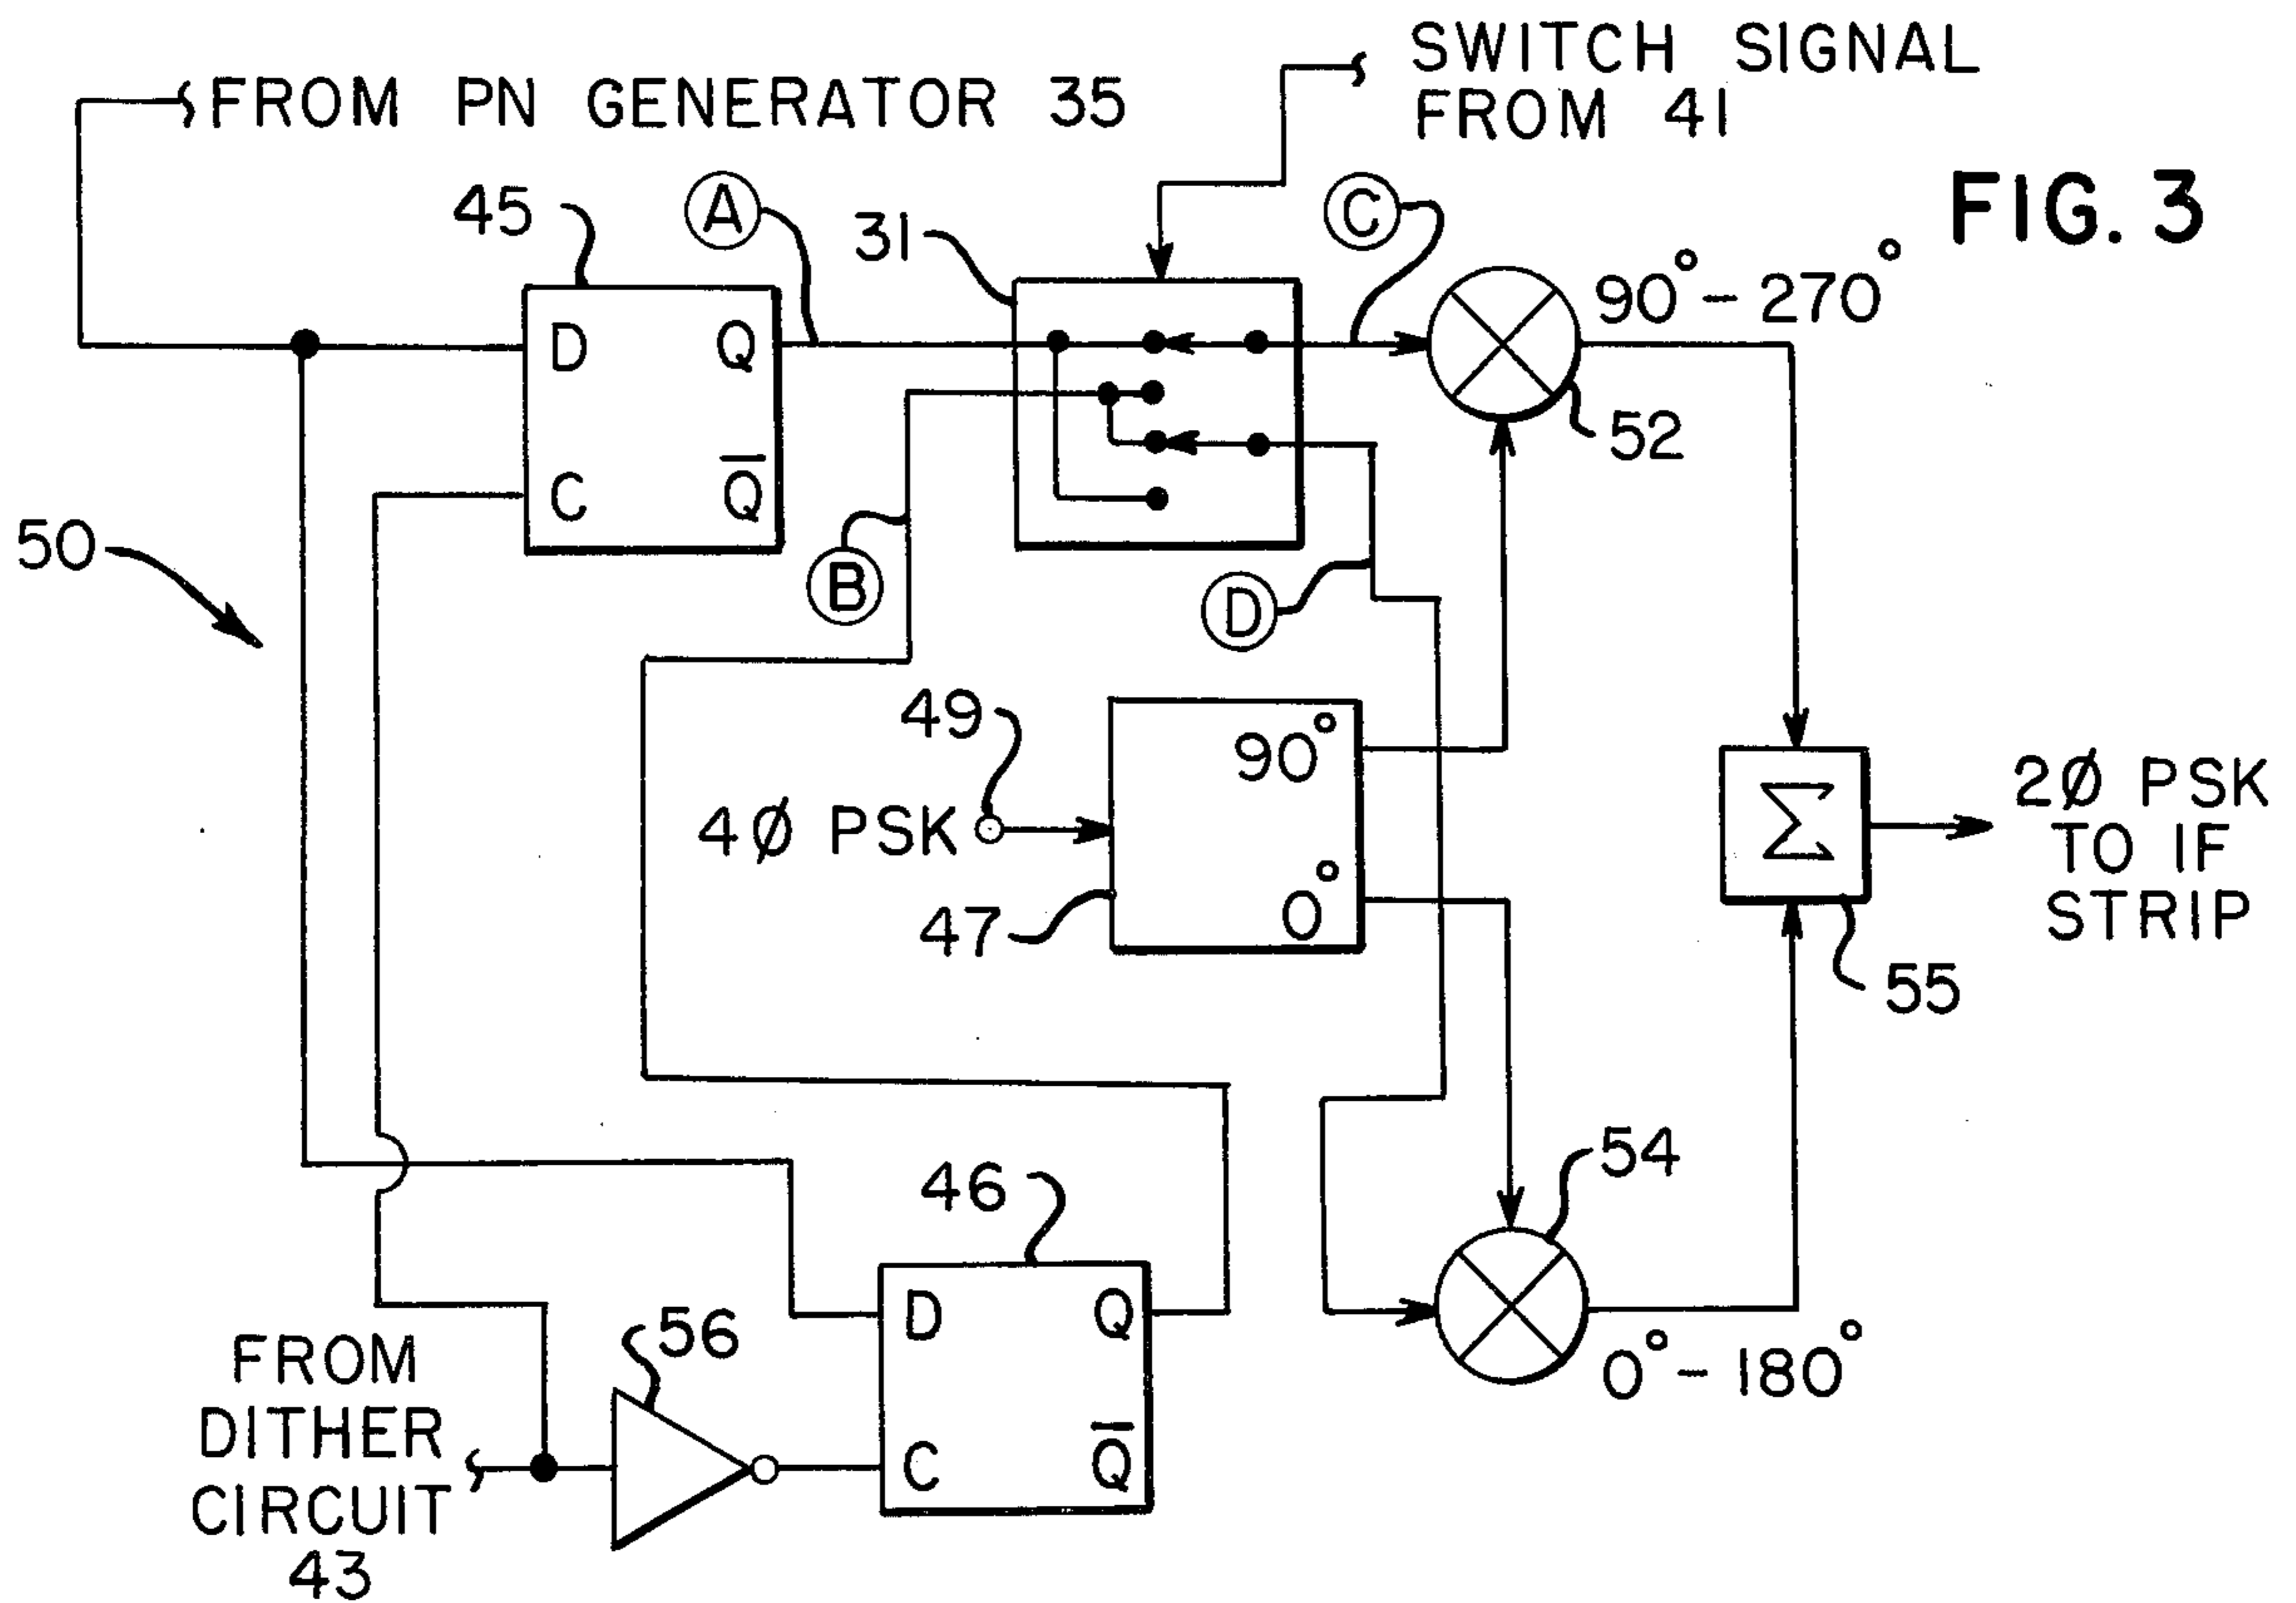 SWITCH SIGNAL
FROM 41
FROM PN GENERATOR 35
FIG. 3
45
A
31
C
90° – 270°
D Q
C Q̅
52
50
B
D
49
90°
4Ø PSK
0°
47
2Ø PSK
TO IF
STRIP
Σ
55
46
54
56
D Q
C Q̅
0° – 180°
FROM
DITHER
CIRCUIT
43